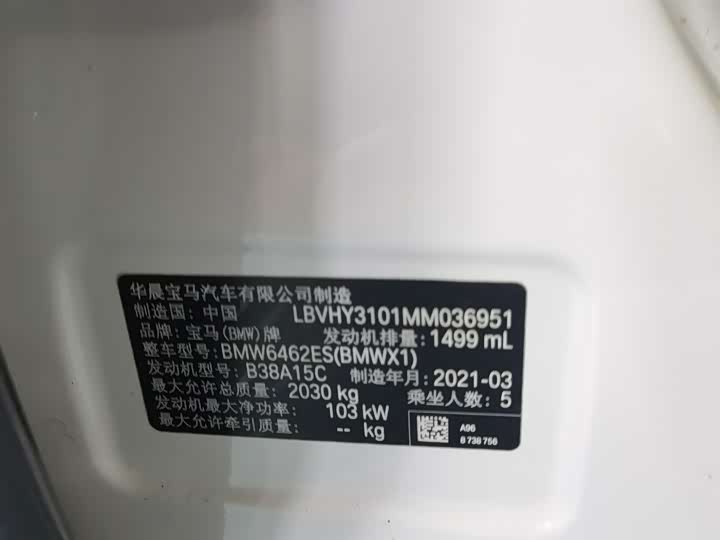 华晨宝马汽车有限公司制造
制造国：中国 LBVHY3101MM036951
品牌：宝马(BMW)牌 发动机排量：1499 mL
整车型号：BMW6462ES(BMWX1)
发动机型号：B38A15C 制造年月：2021-03
最大允许总质量：2030 kg 乘坐人数：5
发动机最大净功率： 103 kW
最大允许牵引质量： -- kg
A96
8 738 756